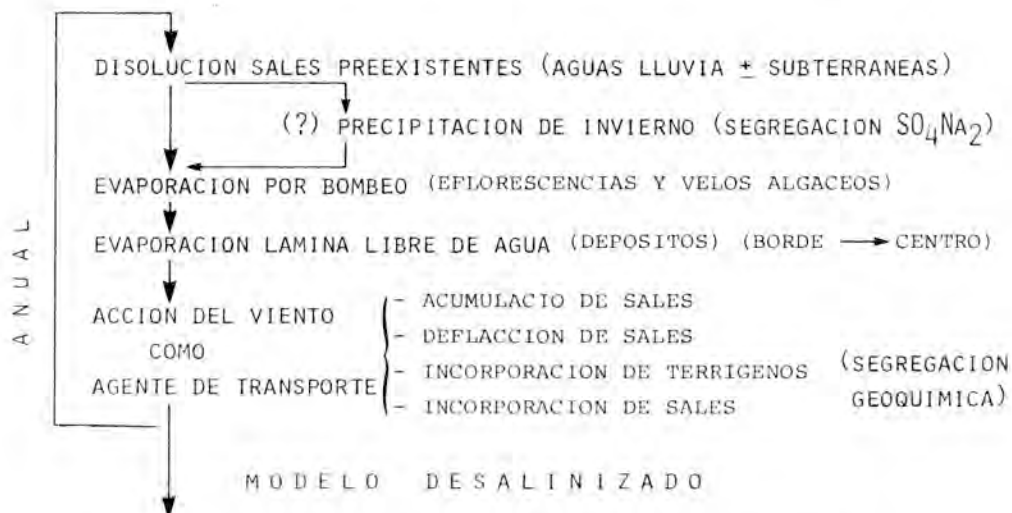 DISOLUCION SALES PREEXISTENTES (AGUAS LLUVIA ± SUBTERRANEAS)
(?) PRECIPITACION DE INVIERNO (SEGREGACION SO₄Na₂)
EVAPORACION POR BOMBEO (EFLORESCENCIAS Y VELOS ALGACEOS)
EVAPORACION LAMINA LIBRE DE AGUA (DEPOSITOS) (BORDE → CENTRO)
ANUAL
ACCION DEL VIENTO
COMO
AGENTE DE TRANSPORTE
- ACUMULACIO DE SALES
- DEFLACCION DE SALES
- INCORPORACION DE TERRIGENOS
- INCORPORACION DE SALES
(SEGREGACION
GEOQUIMICA)
MODELO DESALINIZADO